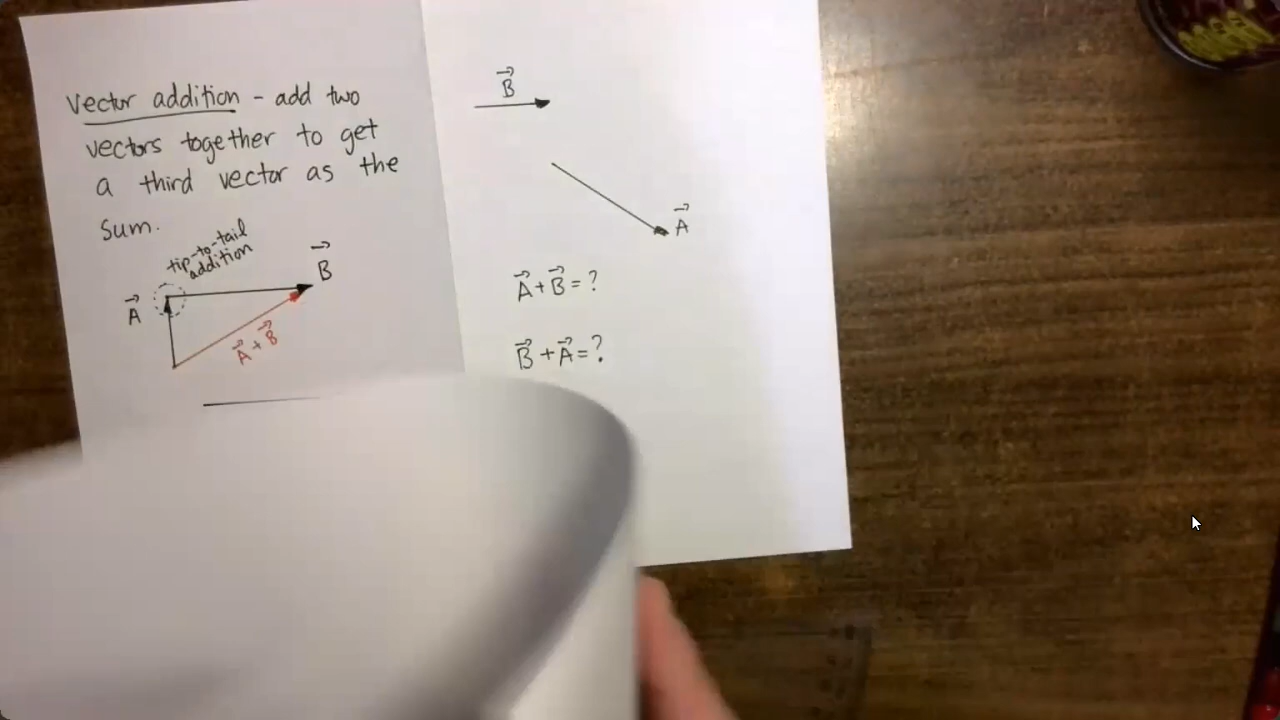 Vector addition - add two
vectors together to get
a third vector as the
sum.
tip-to-tail
addition
B⃗
A⃗
A⃗ + B⃗
B⃗
A⃗
A⃗ + B⃗ = ?
B⃗ + A⃗ = ?